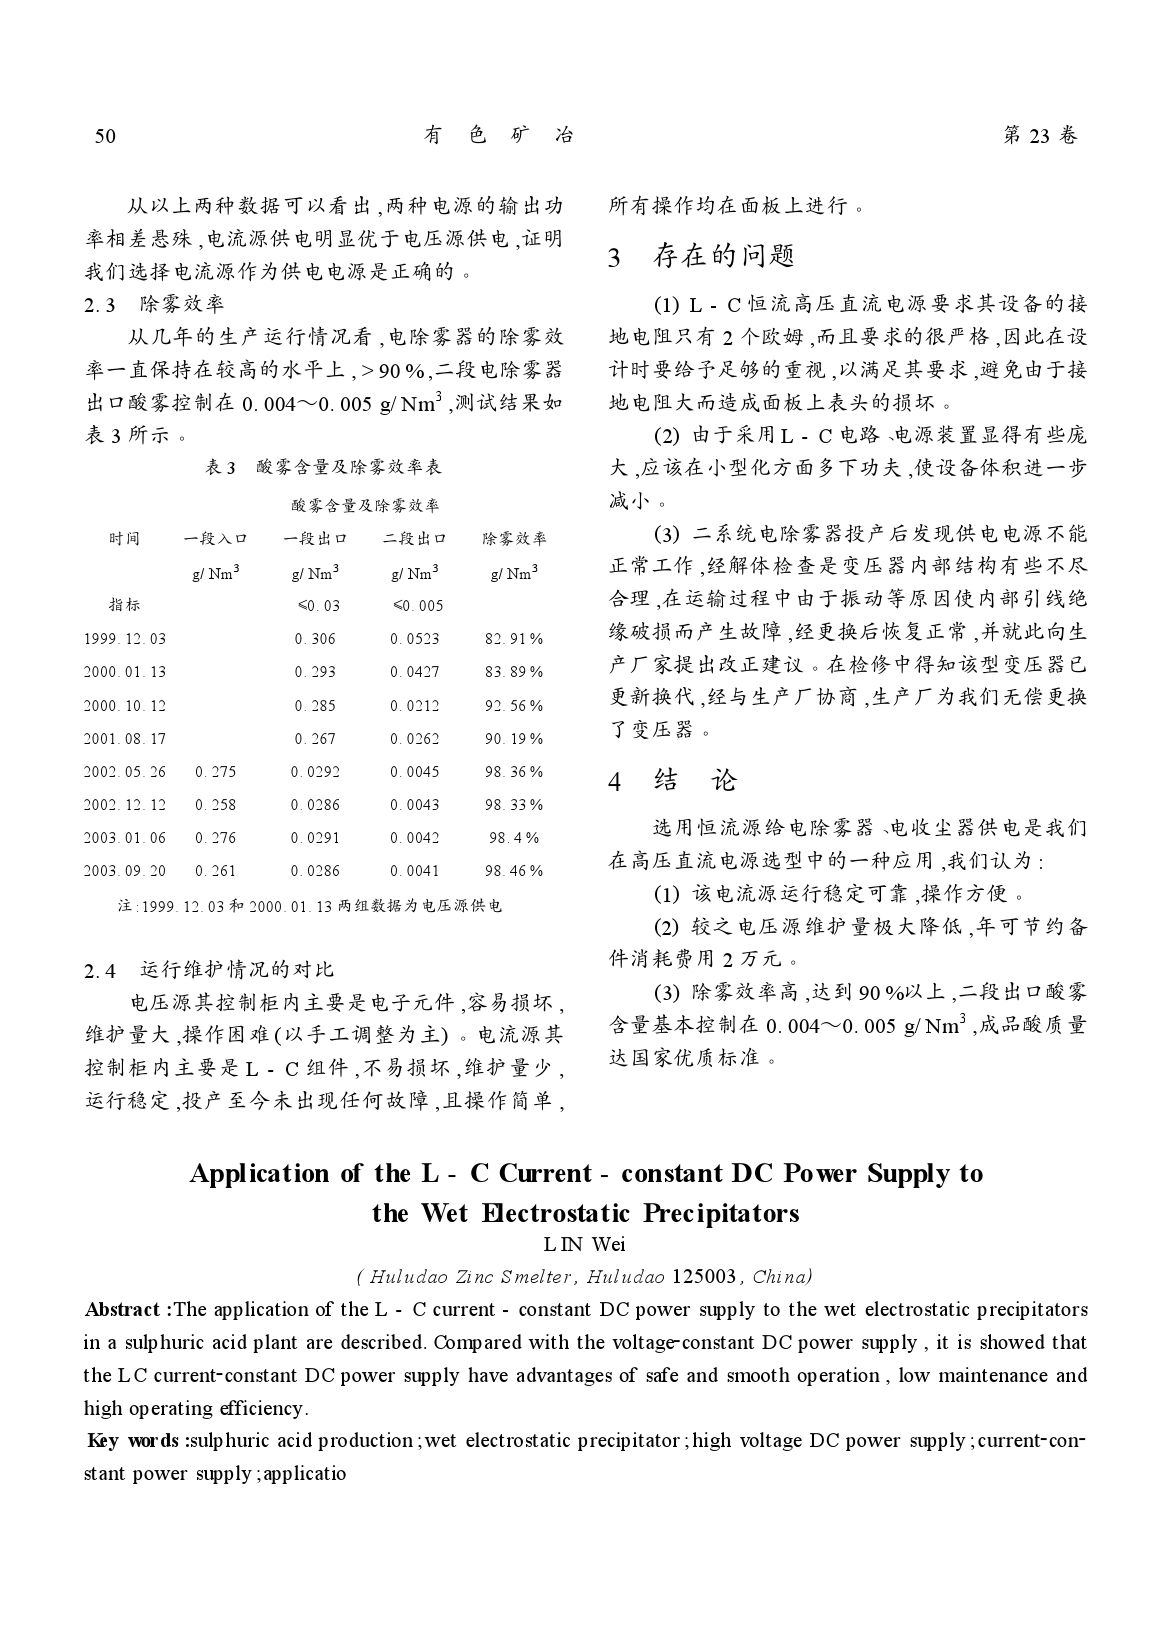 50
有 色 矿 冶
第 23 卷
从以上两种数据可以看出,两种电源的输出功
率相差悬殊,电流源供电明显优于电压源供电,证明
我们选择电流源作为供电电源是正确的。
2. 3 除雾效率
从几年的生产运行情况看,电除雾器的除雾效
率一直保持在较高的水平上,> 90 %,二段电除雾器
出口酸雾控制在 0. 004～0. 005 g/ Nm³,测试结果如
表 3 所示。
表 3 酸雾含量及除雾效率表
酸雾含量及除雾效率
时间 一段入口 一段出口 二段出口 除雾效率
g/ Nm³ g/ Nm³ g/ Nm³ g/ Nm³
指标 ≤0. 03 ≤0. 005
1999. 12. 03 0. 306 0. 0523 82. 91 %
2000. 01. 13 0. 293 0. 0427 83. 89 %
2000. 10. 12 0. 285 0. 0212 92. 56 %
2001. 08. 17 0. 267 0. 0262 90. 19 %
2002. 05. 26 0. 275 0. 0292 0. 0045 98. 36 %
2002. 12. 12 0. 258 0. 0286 0. 0043 98. 33 %
2003. 01. 06 0. 276 0. 0291 0. 0042 98. 4 %
2003. 09. 20 0. 261 0. 0286 0. 0041 98. 46 %
注:1999. 12. 03 和 2000. 01. 13 两组数据为电压源供电
2. 4 运行维护情况的对比
电压源其控制柜内主要是电子元件,容易损坏,
维护量大,操作困难(以手工调整为主)。电流源其
控制柜内主要是 L - C 组件,不易损坏,维护量少,
运行稳定,投产至今未出现任何故障,且操作简单,
所有操作均在面板上进行。
3 存在的问题
(1) L - C 恒流高压直流电源要求其设备的接
地电阻只有 2 个欧姆,而且要求的很严格,因此在设
计时要给予足够的重视,以满足其要求,避免由于接
地电阻大而造成面板上表头的损坏。
(2) 由于采用 L - C 电路、电源装置显得有些庞
大,应该在小型化方面多下功夫,使设备体积进一步
减小。
(3) 二系统电除雾器投产后发现供电电源不能
正常工作,经解体检查是变压器内部结构有些不尽
合理,在运输过程中由于振动等原因使内部引线绝
缘破损而产生故障,经更换后恢复正常,并就此向生
产厂家提出改正建议。在检修中得知该型变压器已
更新换代,经与生产厂协商,生产厂为我们无偿更换
了变压器。
4 结 论
选用恒流源给电除雾器、电收尘器供电是我们
在高压直流电源选型中的一种应用,我们认为:
(1) 该电流源运行稳定可靠,操作方便。
(2) 较之电压源维护量极大降低,年可节约备
件消耗费用 2 万元。
(3) 除雾效率高,达到 90 %以上,二段出口酸雾
含量基本控制在 0. 004～0. 005 g/ Nm³,成品酸质量
达国家优质标准。
Application of the L - C Current - constant DC Power Supply to
the Wet Electrostatic Precipitators
LIN Wei
( Huludao Zinc Smelter, Huludao 125003, China)
Abstract :The application of the L - C current - constant DC power supply to the wet electrostatic precipitators
in a sulphuric acid plant are described. Compared with the voltage-constant DC power supply , it is showed that
the LC current-constant DC power supply have advantages of safe and smooth operation , low maintenance and
high operating efficiency.
Key words :sulphuric acid production ;wet electrostatic precipitator ;high voltage DC power supply ;current-con-
stant power supply ;applicatio